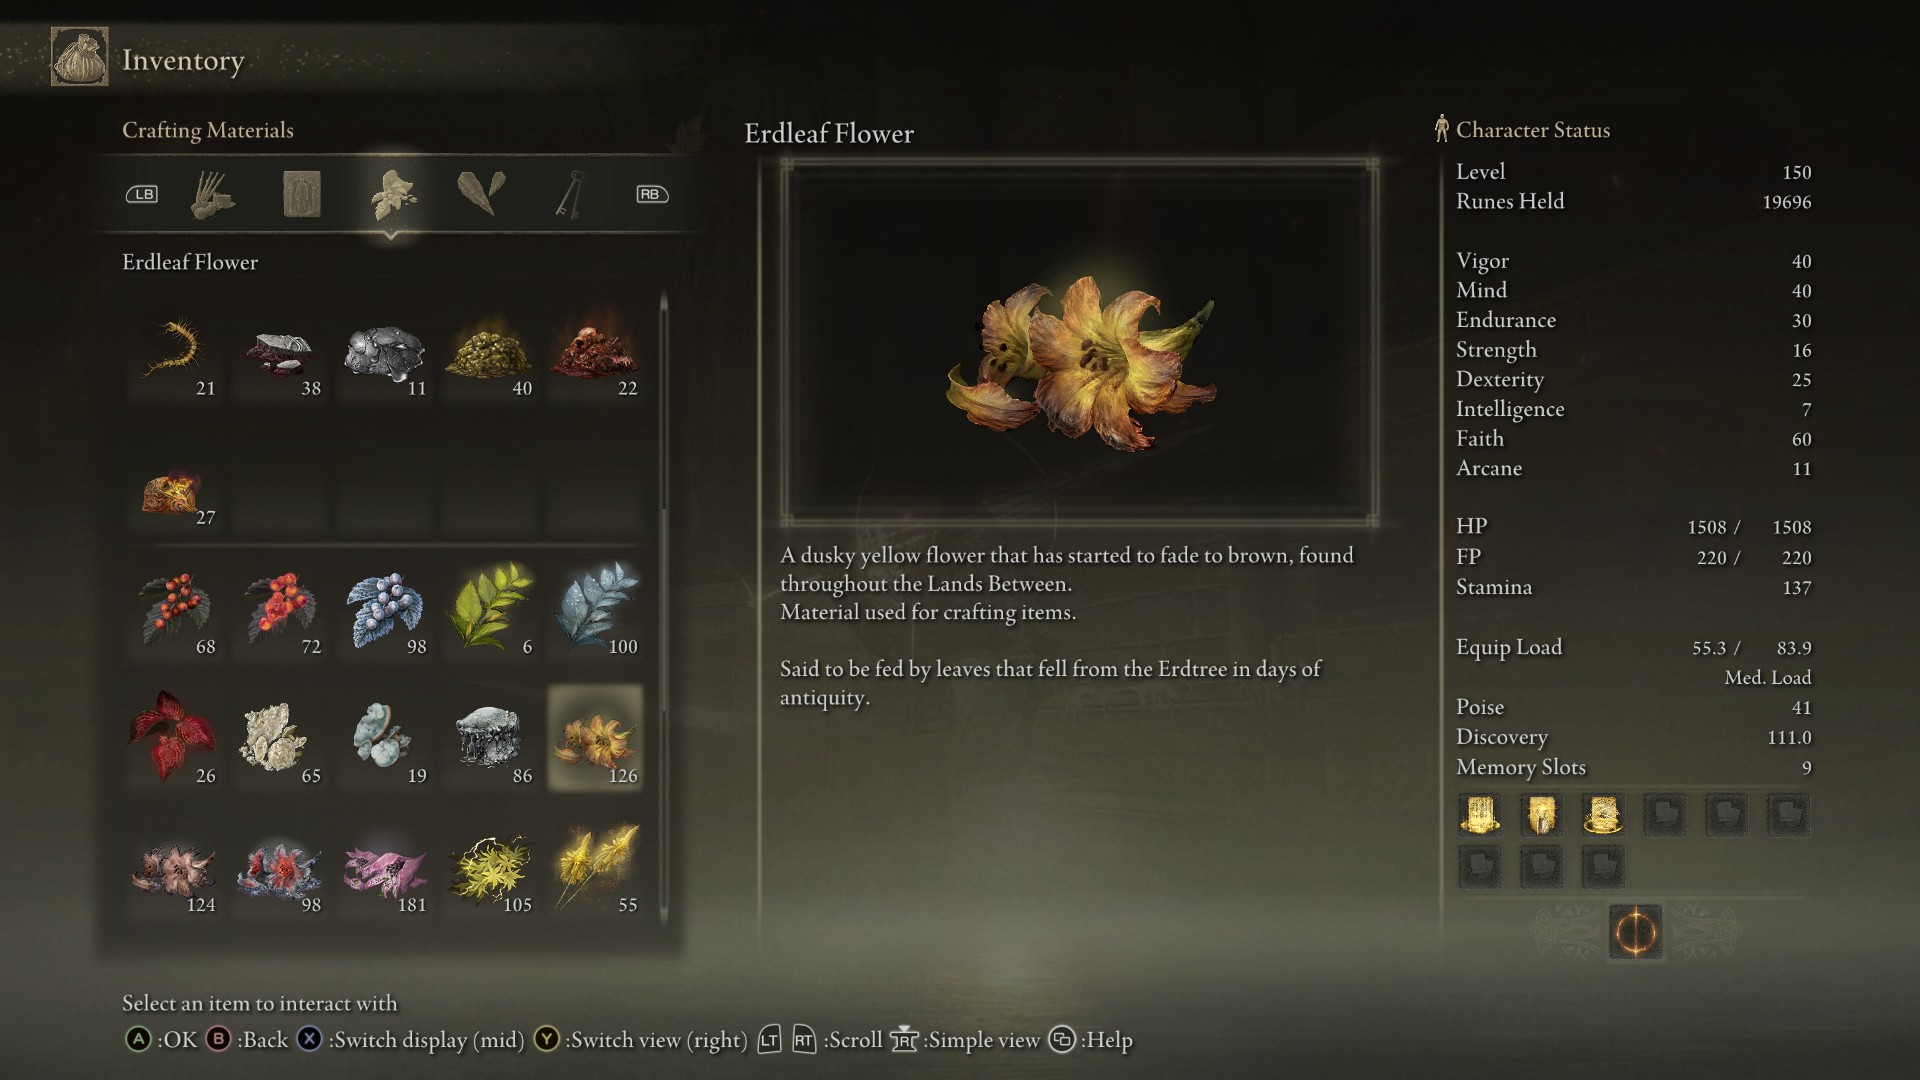 Inventory
Crafting Materials
LB
RB
Erdleaf Flower
21 38 11 40 22
27
68 72 98 6 100
26 65 19 86 126
124 98 181 105 55
Erdleaf Flower
A dusky yellow flower that has started to fade to brown, found
throughout the Lands Between.
Material used for crafting items.
Said to be fed by leaves that fell from the Erdtree in days of
antiquity.
Character Status
Level 150
Runes Held 19696
Vigor 40
Mind 40
Endurance 30
Strength 16
Dexterity 25
Intelligence 7
Faith 60
Arcane 11
HP 1508 / 1508
FP 220 / 220
Stamina 137
Equip Load 55.3 / 83.9
Med. Load
Poise 41
Discovery 111.0
Memory Slots 9
Select an item to interact with
A :OK B :Back X :Switch display (mid) Y :Switch view (right) LT RT :Scroll R :Simple view :Help